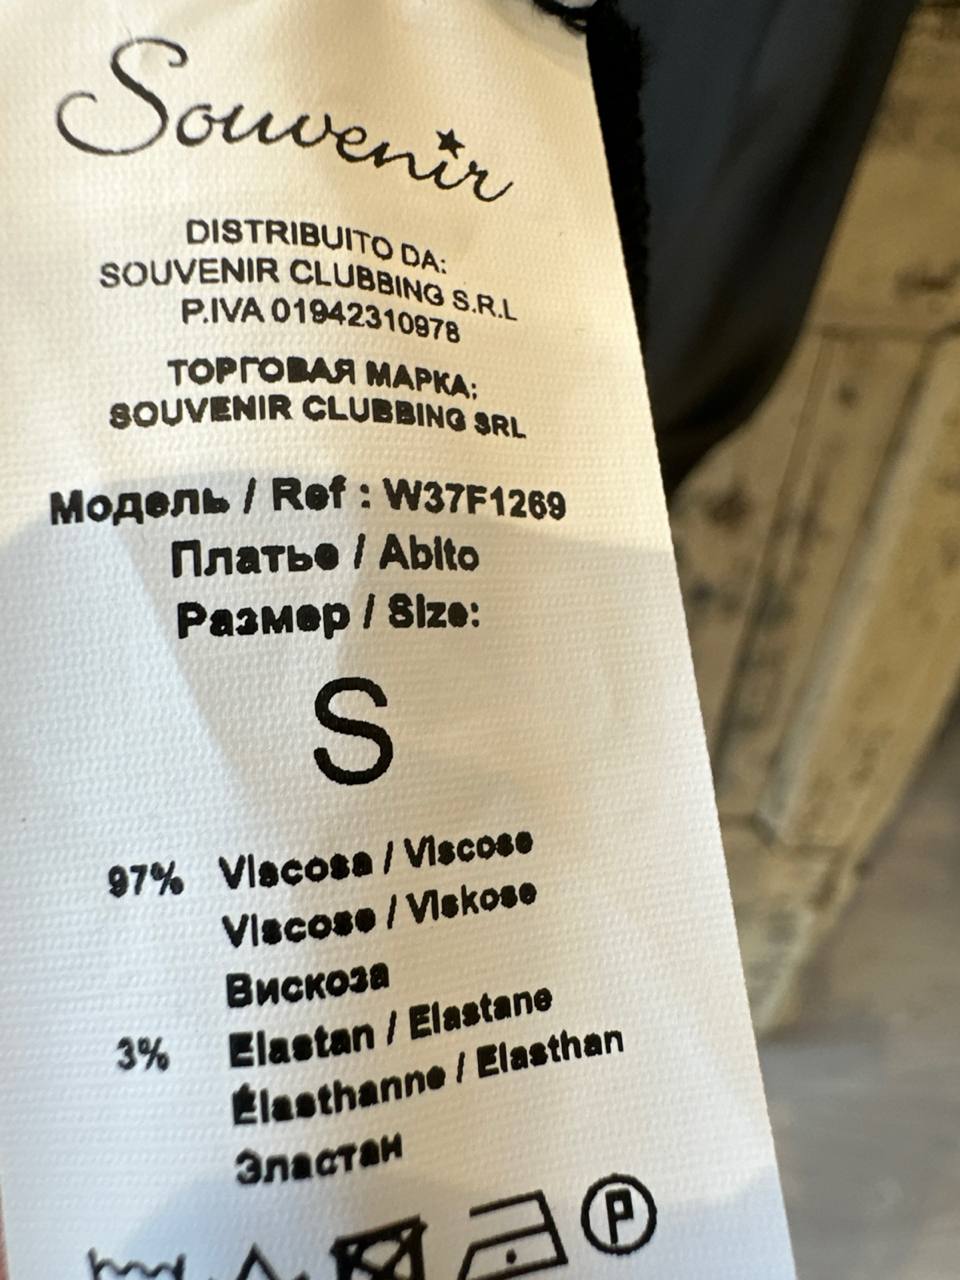 Souvenir
DISTRIBUITO DA:
SOUVENIR CLUBBING S.R.L
P.IVA 01942310978
ТОРГОВАЯ МАРКА:
SOUVENIR CLUBBING SRL
Модель / Ref : W37F1269
Платье / Abito
Размер / Size:
S
97% Viscosa / Viscose
Viscose / Viskose
Вискоза
3% Elastan / Elastane
Élasthanne / Elasthan
Эластан
P